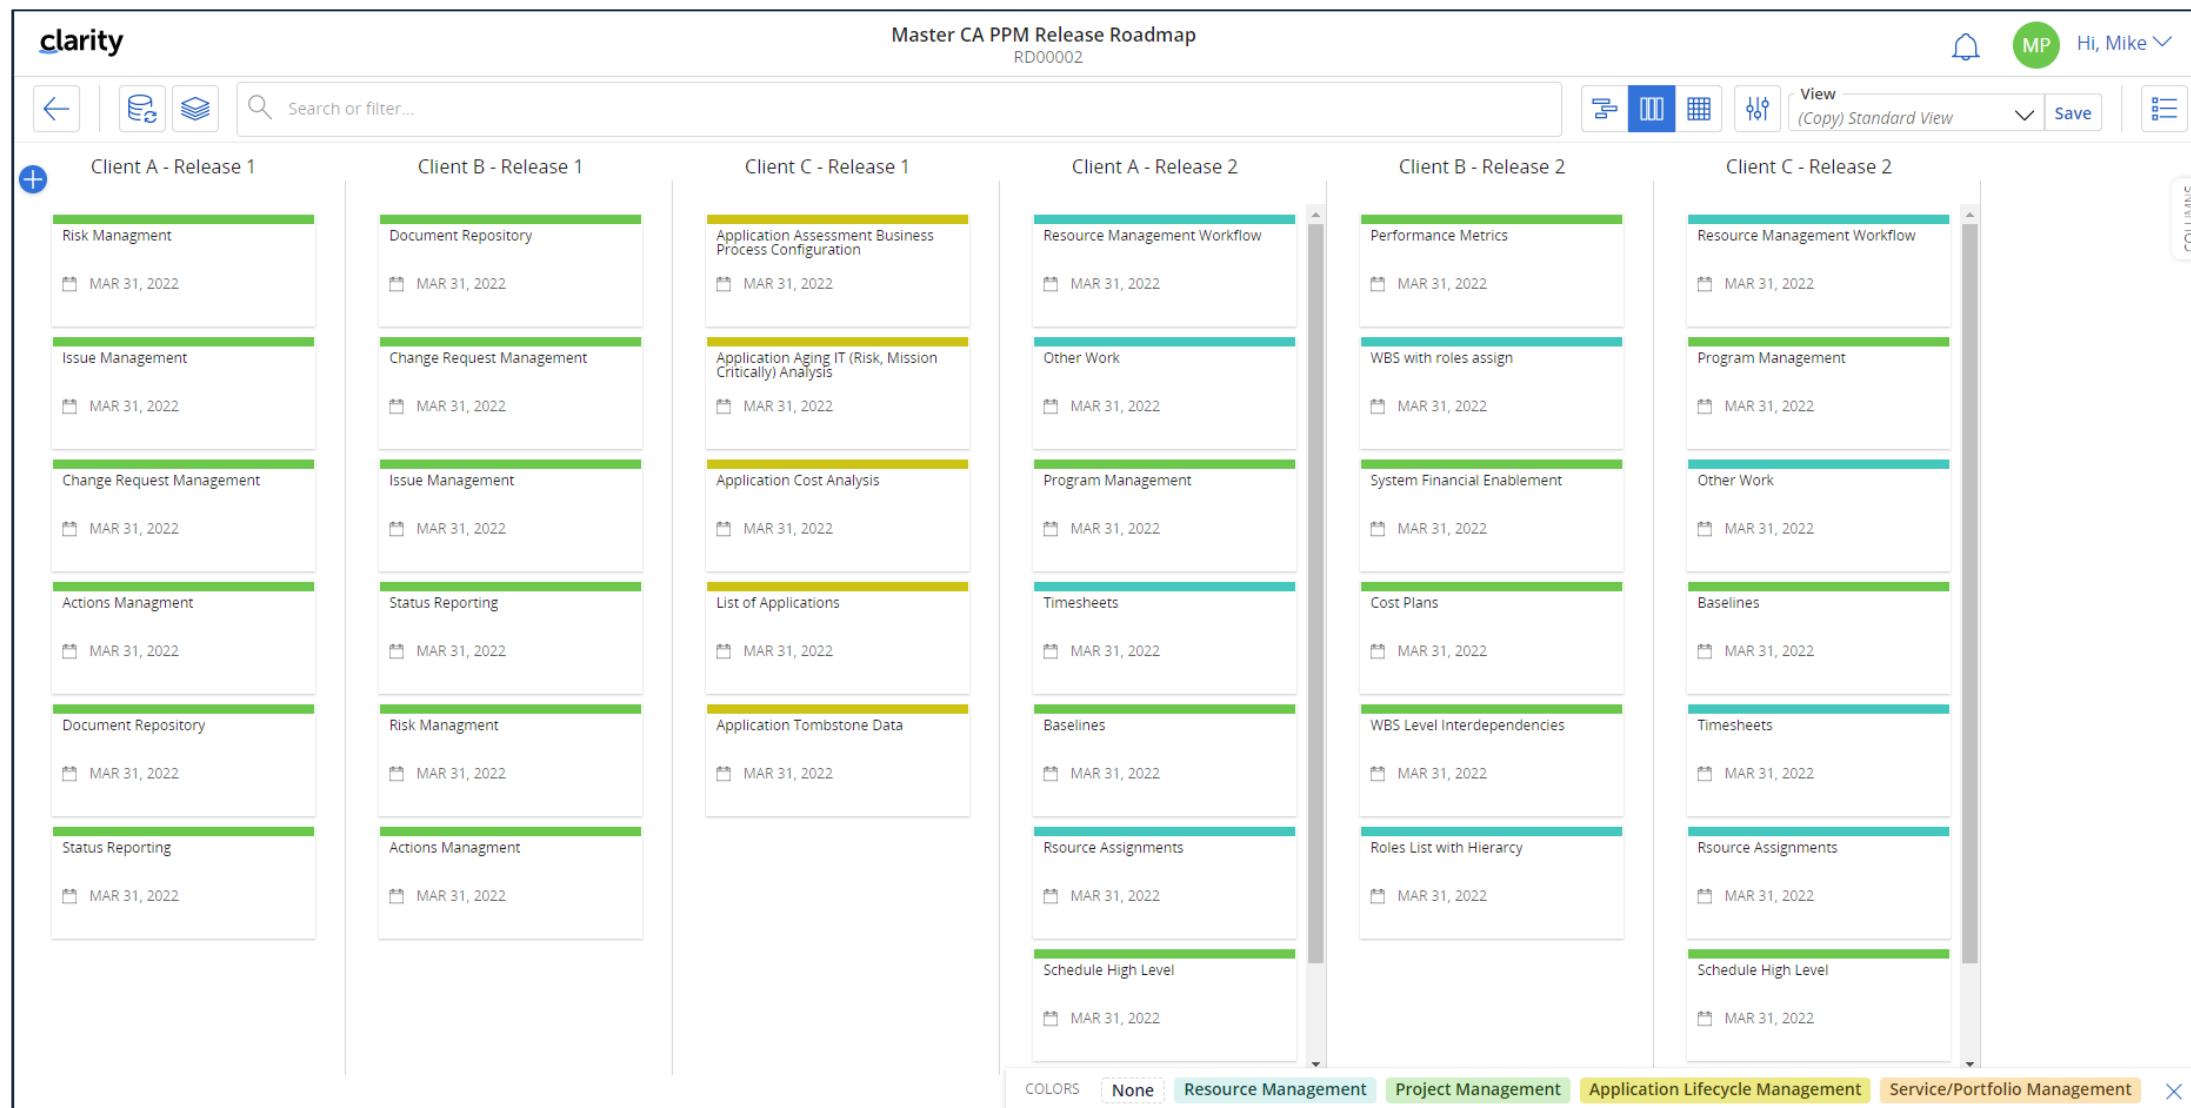 clarity
Master CA PPM Release Roadmap
RD00002
MP
Hi, Mike
Search or filter...
View
(Copy) Standard View
Save
COLUMNS
Client A - Release 1
Risk Managment
MAR 31, 2022
Issue Management
MAR 31, 2022
Change Request Management
MAR 31, 2022
Actions Managment
MAR 31, 2022
Document Repository
MAR 31, 2022
Status Reporting
MAR 31, 2022
Client B - Release 1
Document Repository
MAR 31, 2022
Change Request Management
MAR 31, 2022
Issue Management
MAR 31, 2022
Status Reporting
MAR 31, 2022
Risk Managment
MAR 31, 2022
Actions Managment
MAR 31, 2022
Client C - Release 1
Application Assessment Business
Process Configuration
MAR 31, 2022
Application Aging IT (Risk, Mission
Critically) Analysis
MAR 31, 2022
Application Cost Analysis
MAR 31, 2022
List of Applications
MAR 31, 2022
Application Tombstone Data
MAR 31, 2022
Client A - Release 2
Resource Management Workflow
MAR 31, 2022
Other Work
MAR 31, 2022
Program Management
MAR 31, 2022
Timesheets
MAR 31, 2022
Baselines
MAR 31, 2022
Rsource Assignments
MAR 31, 2022
Schedule High Level
MAR 31, 2022
Client B - Release 2
Performance Metrics
MAR 31, 2022
WBS with roles assign
MAR 31, 2022
System Financial Enablement
MAR 31, 2022
Cost Plans
MAR 31, 2022
WBS Level Interdependencies
MAR 31, 2022
Roles List with Hierarcy
MAR 31, 2022
Client C - Release 2
Resource Management Workflow
MAR 31, 2022
Program Management
MAR 31, 2022
Other Work
MAR 31, 2022
Baselines
MAR 31, 2022
Timesheets
MAR 31, 2022
Rsource Assignments
MAR 31, 2022
Schedule High Level
MAR 31, 2022
COLORS None Resource Management Project Management Application Lifecycle Management Service/Portfolio Management